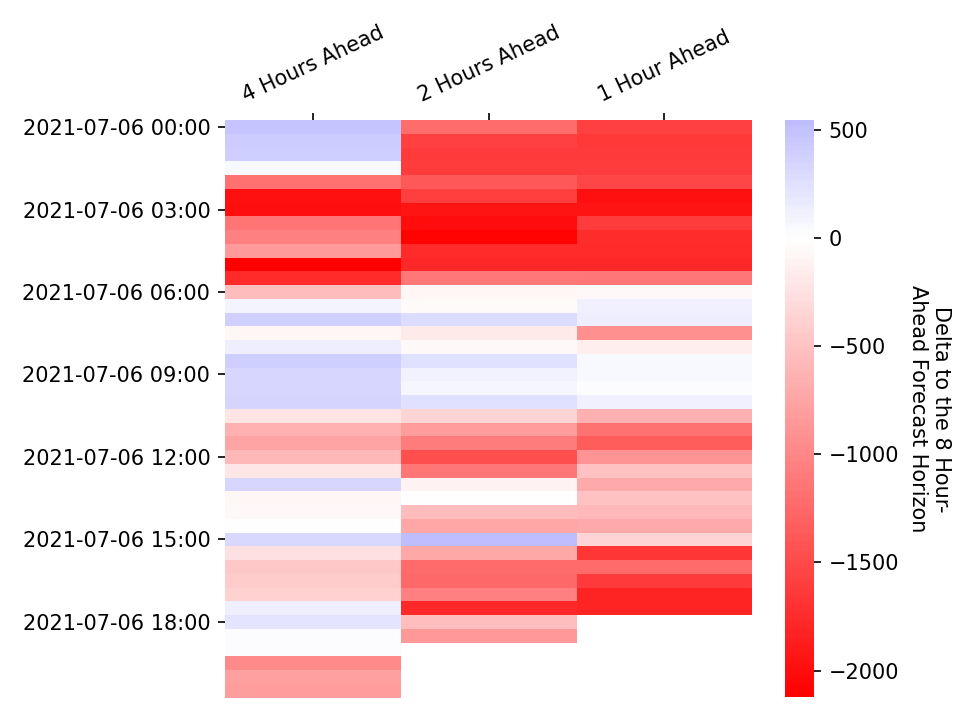 4 Hours Ahead
2 Hours Ahead
1 Hour Ahead
2021-07-06 00:00
2021-07-06 03:00
2021-07-06 06:00
2021-07-06 09:00
2021-07-06 12:00
2021-07-06 15:00
2021-07-06 18:00
500
0
−500
−1000
−1500
−2000
Delta to the 8 Hour-
Ahead Forecast Horizon